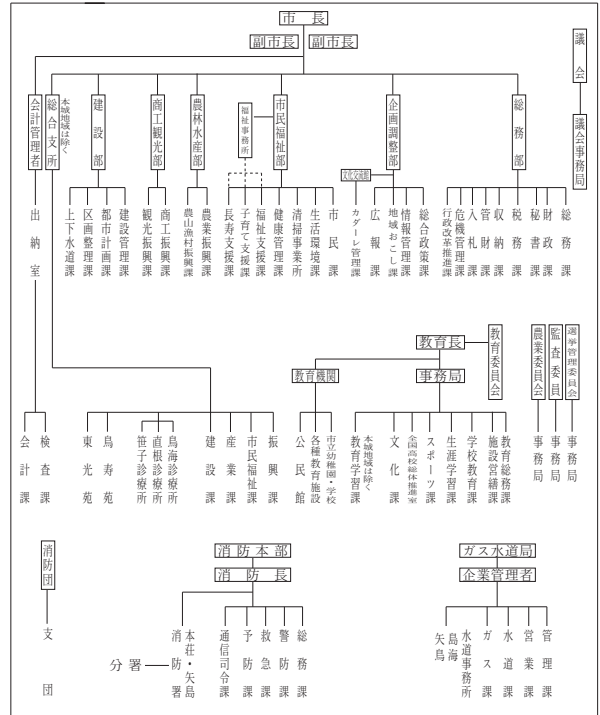 市長
副市長
副市長
議会
議会事務局
会計管理者
総合支所
本城地域は除く
建設部
商工観光部
農林水産部
福祉事務所
市民福祉部
企画調整部
総務部
文化交流館
出納室
上下水道課
区画整理課
都市計画課
建設管理課
観光振興課
商工振興課
農山漁村振興課
農業振興課
長寿支援課
子育て支援課
福祉支援課
健康管理課
清掃事業所
生活環境課
市民課
カダーレ管理課
広報課
地域おこし課
情報管理課
総合政策課
行政改革推進課
危機管理課
入札課
管財課
収納課
税務課
秘書課
財政課
総務課
教育長
教育委員会
教育機関
事務局
農業委員会
監査委員
選挙管理委員会
会計課
検査課
東光苑
鳥寿苑
笹子診療所
直根診療所
鳥海診療所
建設課
産業課
市民福祉課
振興課
公民館
各種教育施設
市立幼稚園・学校
教育学習課
本城地域は除く
文化課
全国高校総体推進室
スポーツ課
生涯学習課
学校教育課
施設営繕課
教育総務課
事務局
事務局
事務局
消防団
支団
消防本部
消防長
分署
消防署
本荘・矢島
通信司令課
予防課
救急課
警防課
総務課
ガス水道局
企業管理者
矢島
鳥海
水道事務所
ガス課
水道課
営業課
管理課